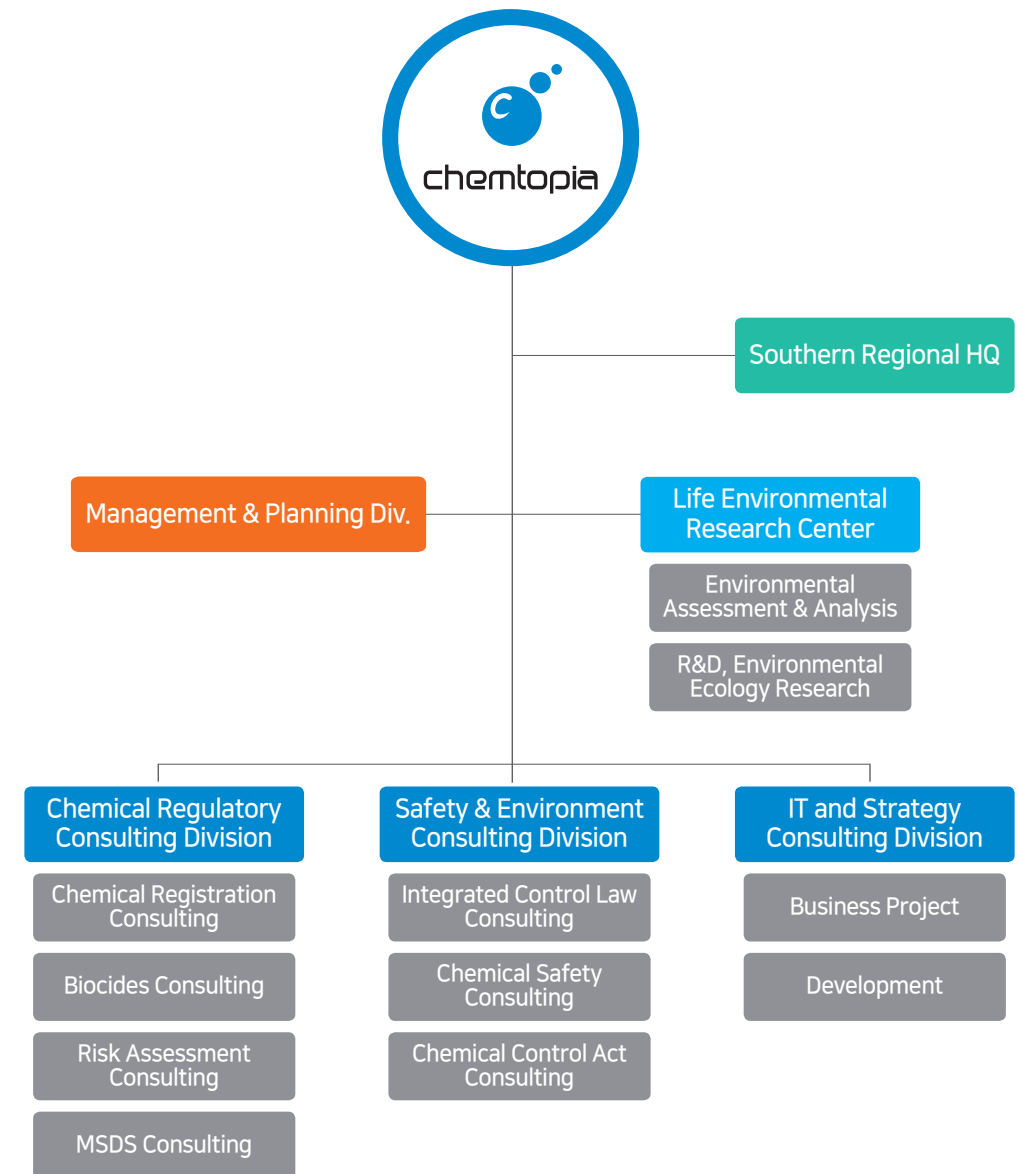 c
chemtopia
Southern Regional HQ
Management & Planning Div.
Life Environmental
Research Center
Environmental
Assessment & Analysis
R&D, Environmental
Ecology Research
Chemical Regulatory
Consulting Division
Chemical Registration
Consulting
Biocides Consulting
Risk Assessment
Consulting
MSDS Consulting
Safety & Environment
Consulting Division
Integrated Control Law
Consulting
Chemical Safety
Consulting
Chemical Control Act
Consulting
IT and Strategy
Consulting Division
Business Project
Development